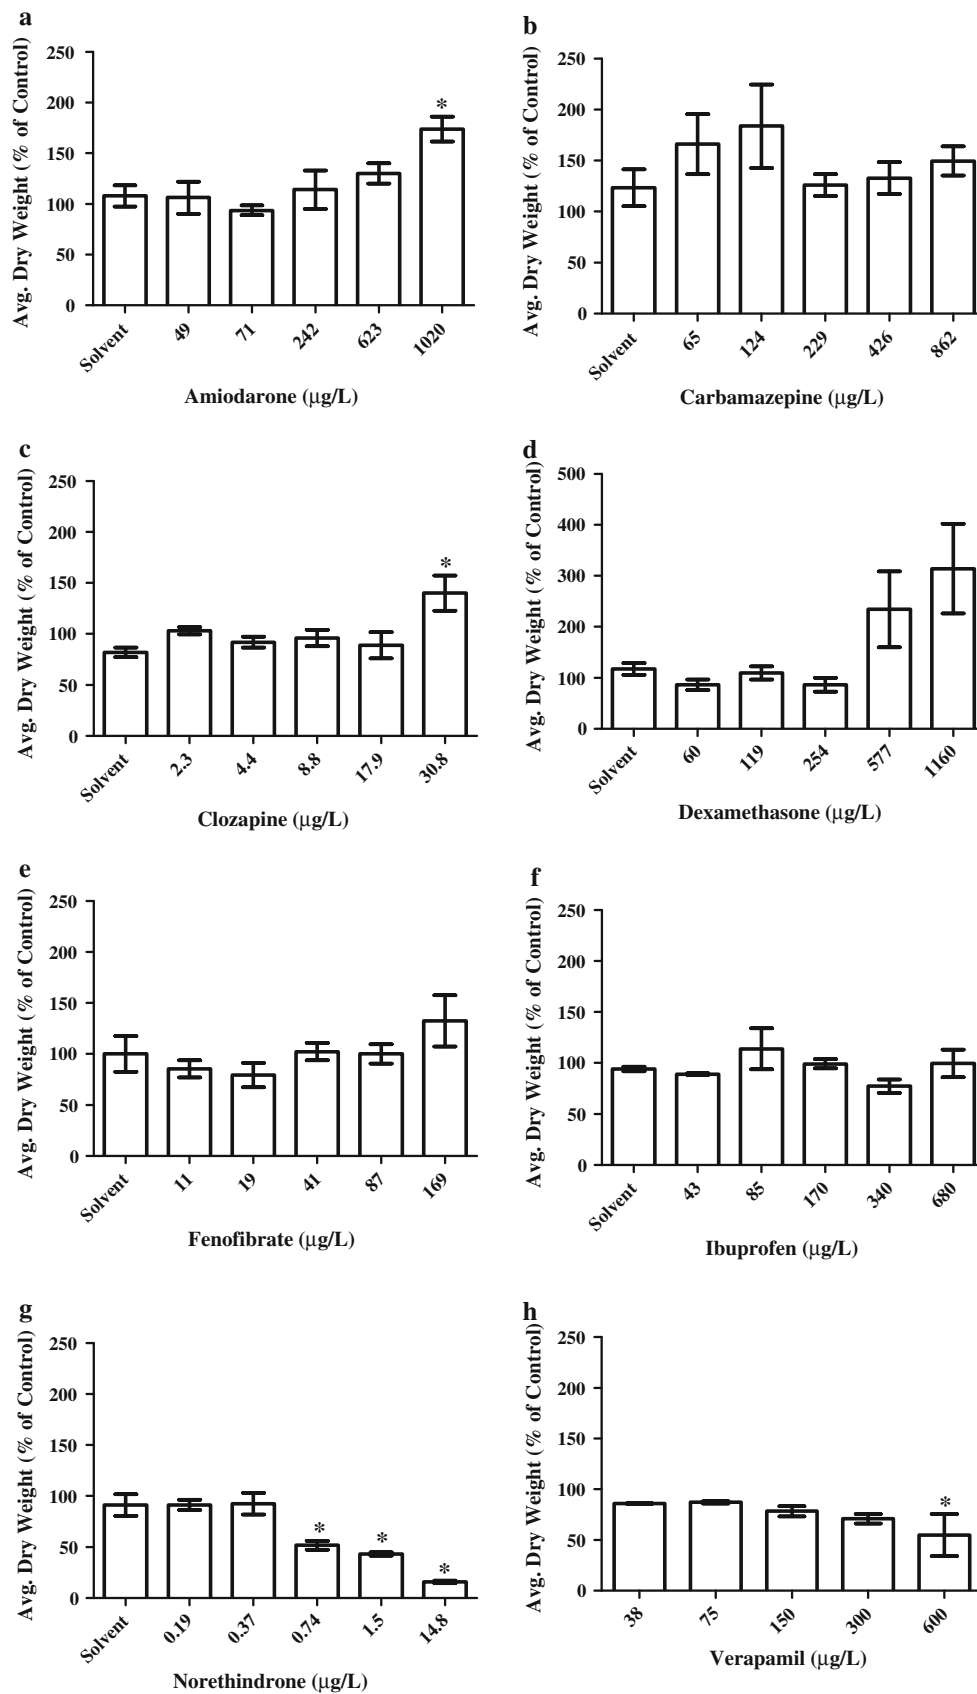 a
Avg. Dry Weight (% of Control)
250
200
150
100
50
0
*
Solvent 49 71 242 623 1020
Amiodarone (μg/L)
b
Avg. Dry Weight (% of Control)
250
200
150
100
50
0
Solvent 65 124 229 426 862
Carbamazepine (μg/L)
c
Avg. Dry Weight (% of Control)
250
200
150
100
50
0
*
Solvent 2.3 4.4 8.8 17.9 30.8
Clozapine (μg/L)
d
Avg. Dry Weight (% of Control)
500
400
300
200
100
0
Solvent 60 119 254 577 1160
Dexamethasone (μg/L)
e
Avg. Dry Weight (% of Control)
250
200
150
100
50
0
Solvent 11 19 41 87 169
Fenofibrate (μg/L)
f
Avg. Dry Weight (% of Control)
250
200
150
100
50
0
Solvent 43 85 170 340 680
Ibuprofen (μg/L)
g
Avg. Dry Weight (% of Control)
250
200
150
100
50
0
* * *
Solvent 0.19 0.37 0.74 1.5 14.8
Norethindrone (μg/L)
h
Avg. Dry Weight (% of Control)
250
200
150
100
50
0
*
38 75 150 300 600
Verapamil (μg/L)